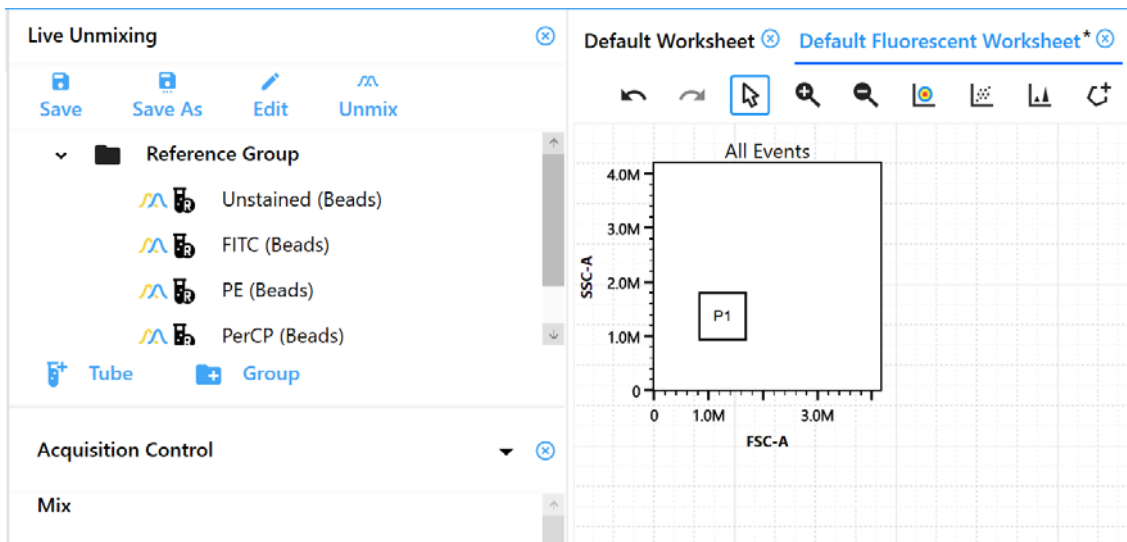 Live Unmixing
Save Save As Edit Unmix
Reference Group
Unstained (Beads)
FITC (Beads)
PE (Beads)
PerCP (Beads)
Tube Group
Acquisition Control
Mix
Default Worksheet Default Fluorescent Worksheet*
All Events
4.0M
3.0M
2.0M
1.0M
0
SSC-A
P1
0 1.0M 3.0M
FSC-A